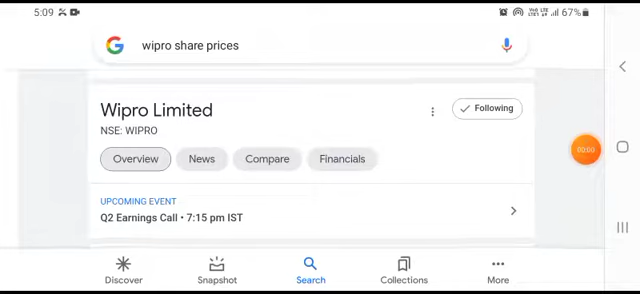 5:09
67%
wipro share prices
Wipro Limited
Following
NSE: WIPRO
Overview
News
Compare
Financials
UPCOMING EVENT
Q2 Earnings Call • 7:15 pm IST
00:00
Discover
Snapshot
Search
Collections
More